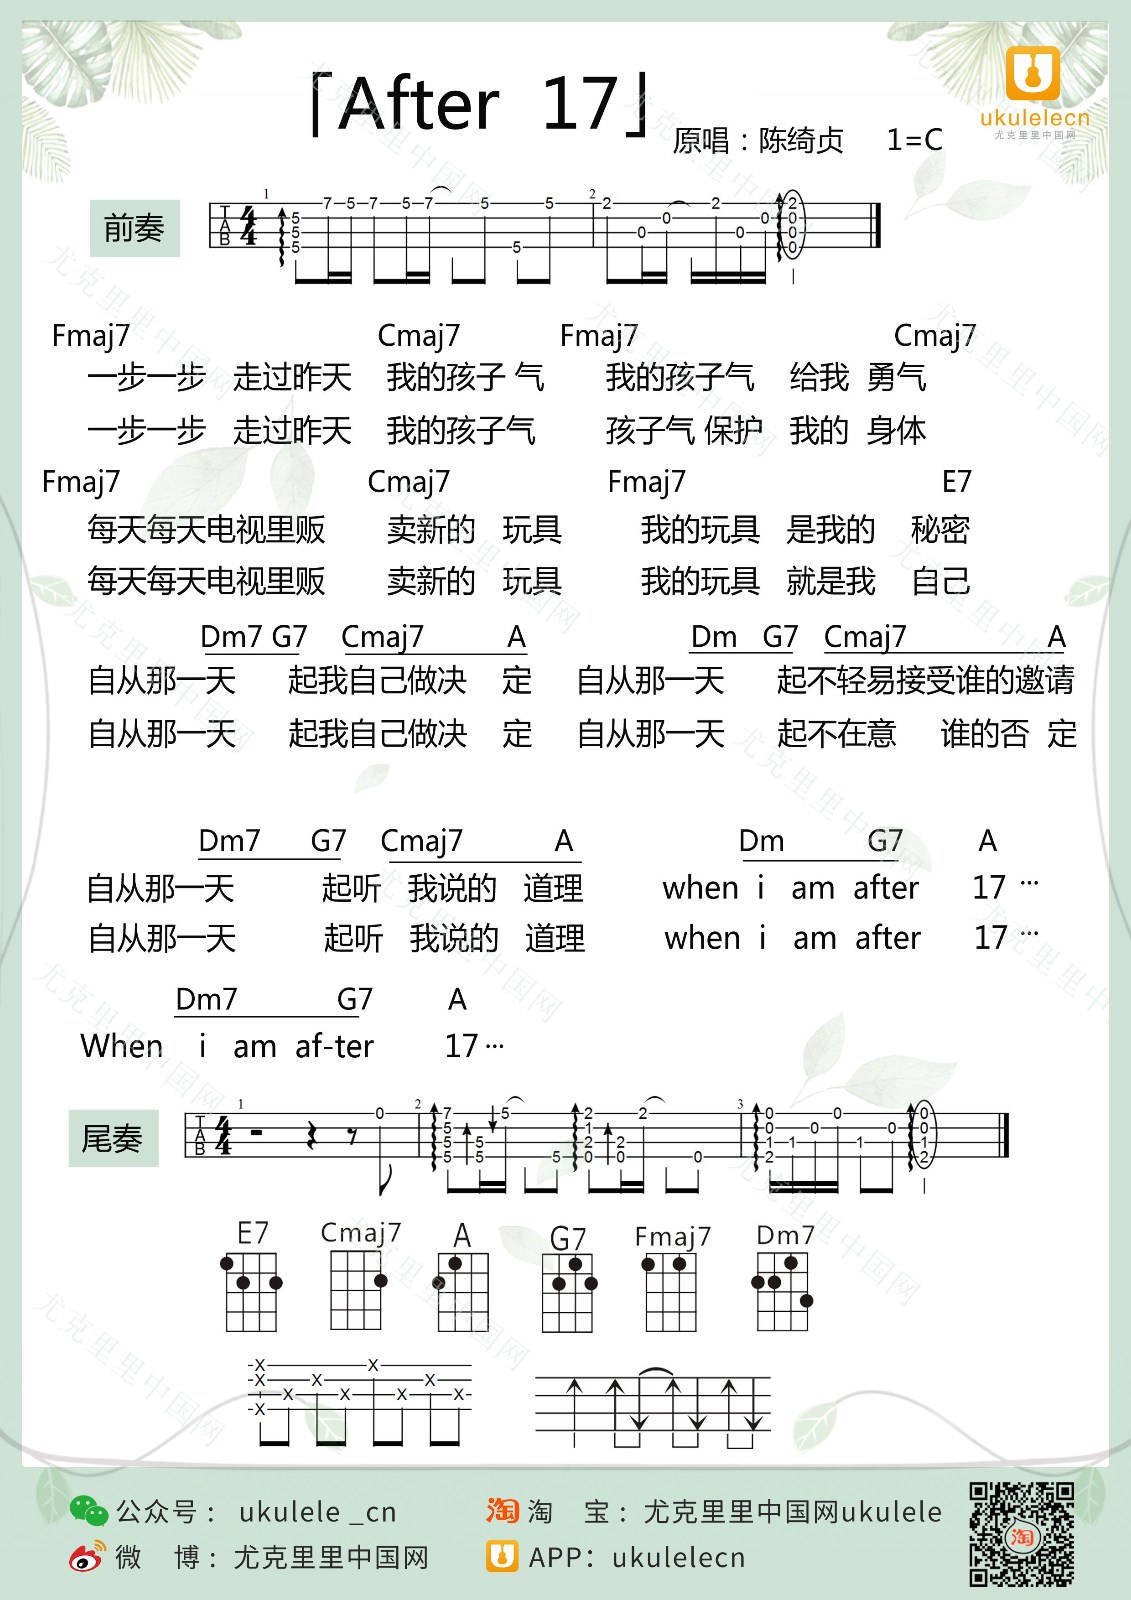 「After 17」
原唱：陈绮贞 1=C
ukulelecn
尤克里里中国网
前奏
1 2
T A B 4 4
5 5 5 7 5 7 5 7 5 5 5 2 0 0 2 0 0 2 0 0 0
Fmaj7 Cmaj7 Fmaj7 Cmaj7
一步一步 走过昨天 我的孩子 气 我的孩子气 给我 勇气
一步一步 走过昨天 我的孩子气 孩子气 保护 我的 身体
Fmaj7 Cmaj7 Fmaj7 E7
每天每天电视里贩 卖新的 玩具 我的玩具 是我的 秘密
每天每天电视里贩 卖新的 玩具 我的玩具 就是我 自己
Dm7 G7 Cmaj7 A Dm G7 Cmaj7 A
自从那一天 起我自己做决 定 自从那一天 起不轻易接受谁的邀请
自从那一天 起我自己做决 定 自从那一天 起不在意 谁的否 定
Dm7 G7 Cmaj7 A Dm G7 A
自从那一天 起听 我说的 道理 when i am after 17 ···
自从那一天 起听 我说的 道理 when i am after 17 ···
Dm7 G7 A
When i am af-ter 17 ···
尾奏
1 2 3
T A B 4 4
0 7 5 5 5 5 5 5 5 2 1 2 0 2 0 2 0 0 0 1 2 1 0 0 1 0 0 0 1 2
E7 Cmaj7 A G7 Fmaj7 Dm7
X X X X X X X X X X
公众号： ukulele _cn
淘 淘 宝：尤克里里中国网ukulele
微 博：尤克里里中国网
APP：ukulelecn
淘